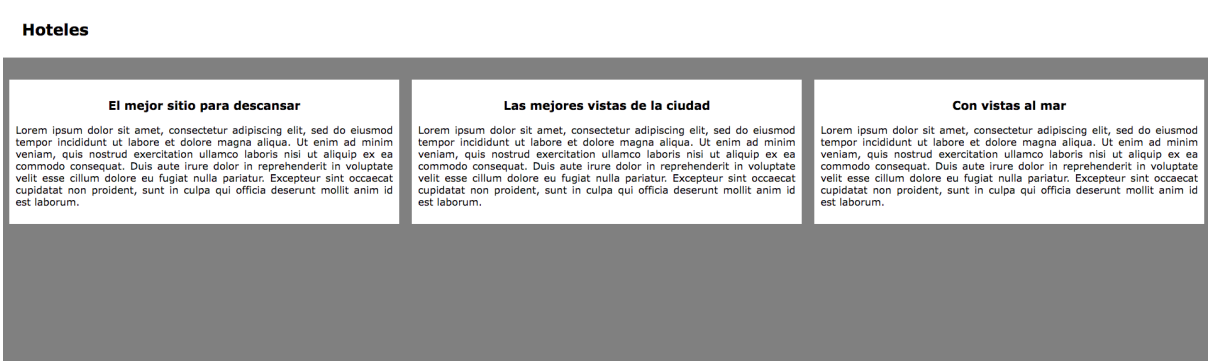 Hoteles
El mejor sitio para descansar
Lorem ipsum dolor sit amet, consectetur adipiscing elit, sed do eiusmod
tempor incididunt ut labore et dolore magna aliqua. Ut enim ad minim
veniam, quis nostrud exercitation ullamco laboris nisi ut aliquip ex ea
commodo consequat. Duis aute irure dolor in reprehenderit in voluptate
velit esse cillum dolore eu fugiat nulla pariatur. Excepteur sint occaecat
cupidatat non proident, sunt in culpa qui officia deserunt mollit anim id
est laborum.
Las mejores vistas de la ciudad
Lorem ipsum dolor sit amet, consectetur adipiscing elit, sed do eiusmod
tempor incididunt ut labore et dolore magna aliqua. Ut enim ad minim
veniam, quis nostrud exercitation ullamco laboris nisi ut aliquip ex ea
commodo consequat. Duis aute irure dolor in reprehenderit in voluptate
velit esse cillum dolore eu fugiat nulla pariatur. Excepteur sint occaecat
cupidatat non proident, sunt in culpa qui officia deserunt mollit anim id
est laborum.
Con vistas al mar
Lorem ipsum dolor sit amet, consectetur adipiscing elit, sed do eiusmod
tempor incididunt ut labore et dolore magna aliqua. Ut enim ad minim
veniam, quis nostrud exercitation ullamco laboris nisi ut aliquip ex ea
commodo consequat. Duis aute irure dolor in reprehenderit in voluptate
velit esse cillum dolore eu fugiat nulla pariatur. Excepteur sint occaecat
cupidatat non proident, sunt in culpa qui officia deserunt mollit anim id
est laborum.